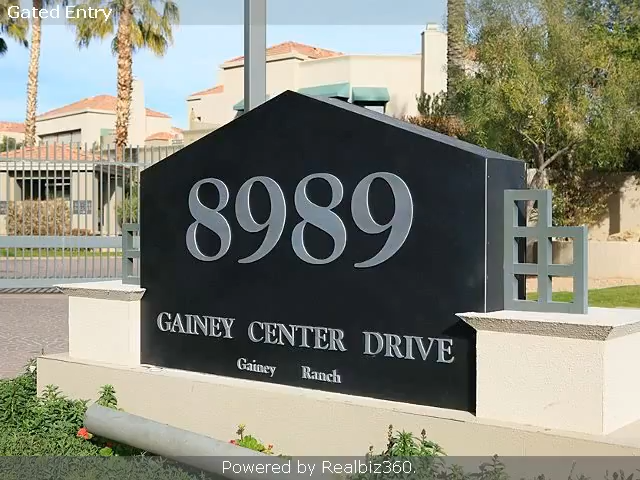 Gated Entry
8989
GAINEY CENTER DRIVE
Gainey Ranch
Powered by Realbiz360.